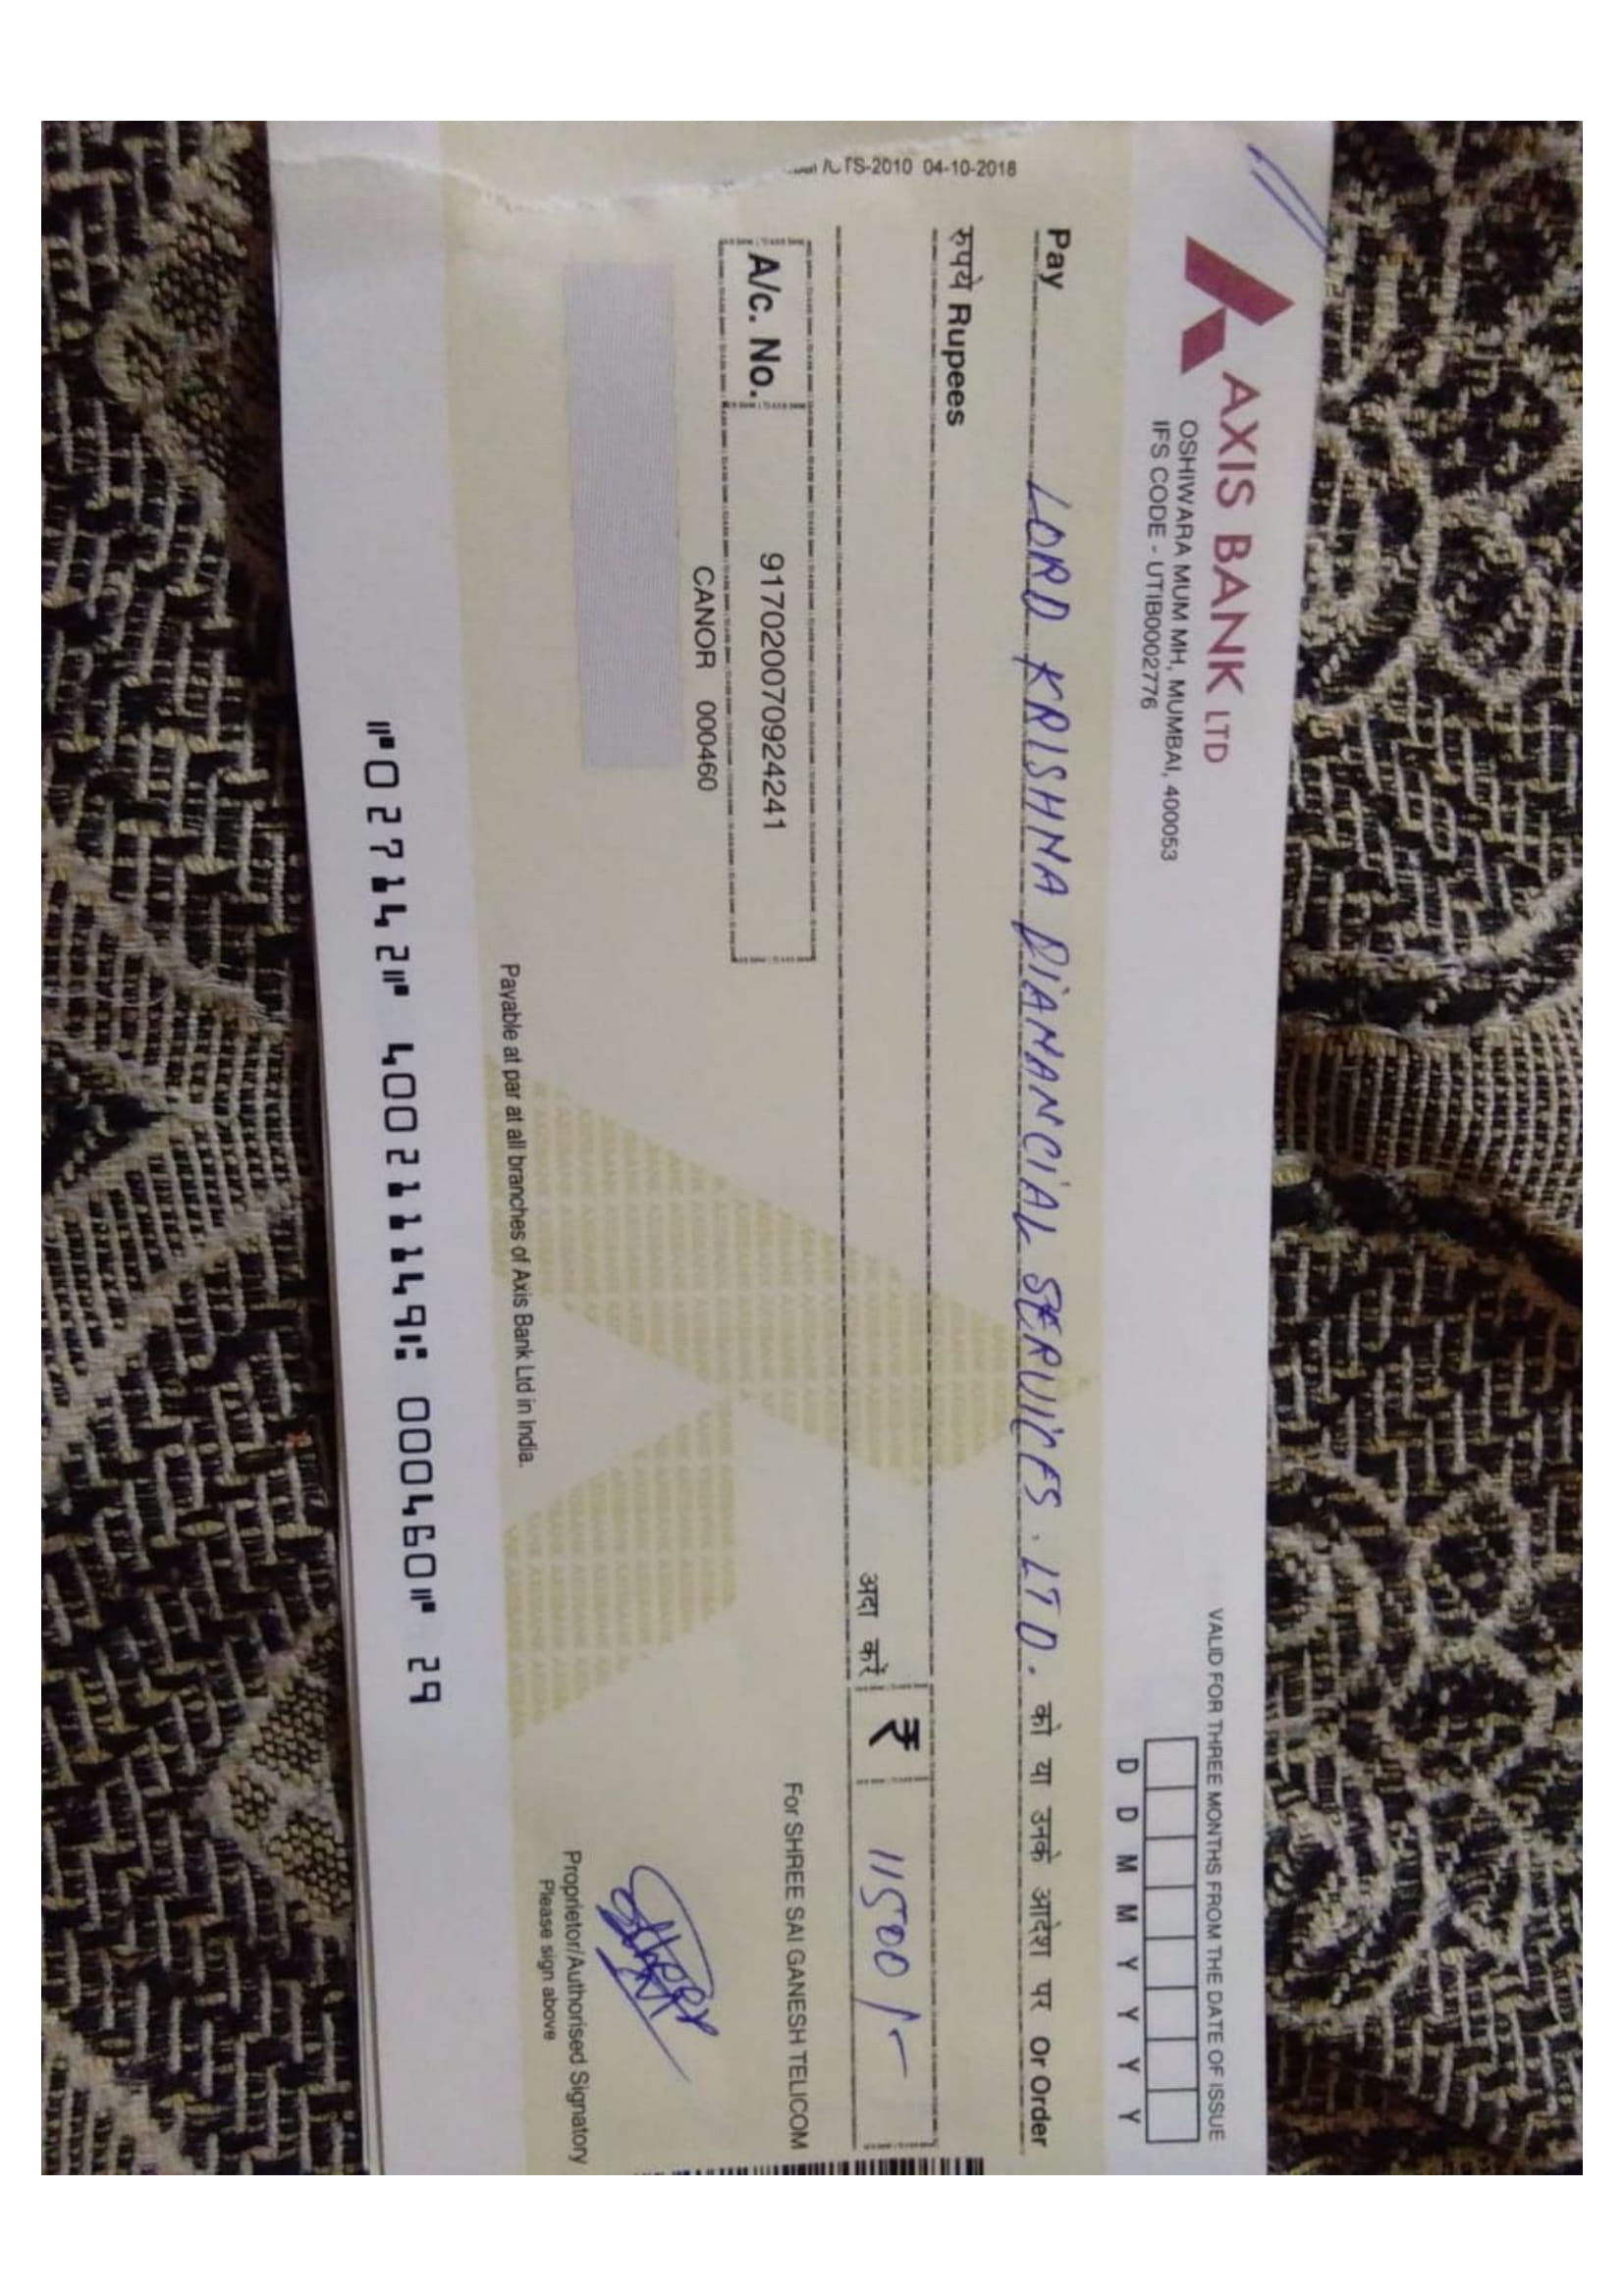 AXIS BANK LTD
OSHIWARA MUM MH, MUMBAI, 400053
IFS CODE - UTIB0002776
VALID FOR THREE MONTHS FROM THE DATE OF ISSUE
D D M M Y Y Y Y
Pay LORD KRISHNA DIANANCIAL SERVICES. LTD. को या उनके आदेश पर Or Order
रुपये Rupees
अदा करें ₹ 11500/-
A/c. No. 917020070924241
CANOR 000460
For SHREE SAI GANESH TELICOM
Proprietor/Authorised Signatory
Please sign above
Payable at par at all branches of Axis Bank Ltd in India.
⑈027142⑈ 400211149⑆ 000460⑈ 29
CTS-2010 04-10-2018